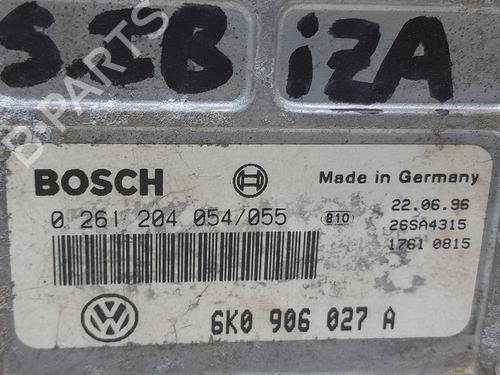 S.IB iZA
B-PARTS
BOSCH
Made in Germany
0 261 204 054/055
810
22.06.96
26SA4315
1761 0815
6K0 906 027 A